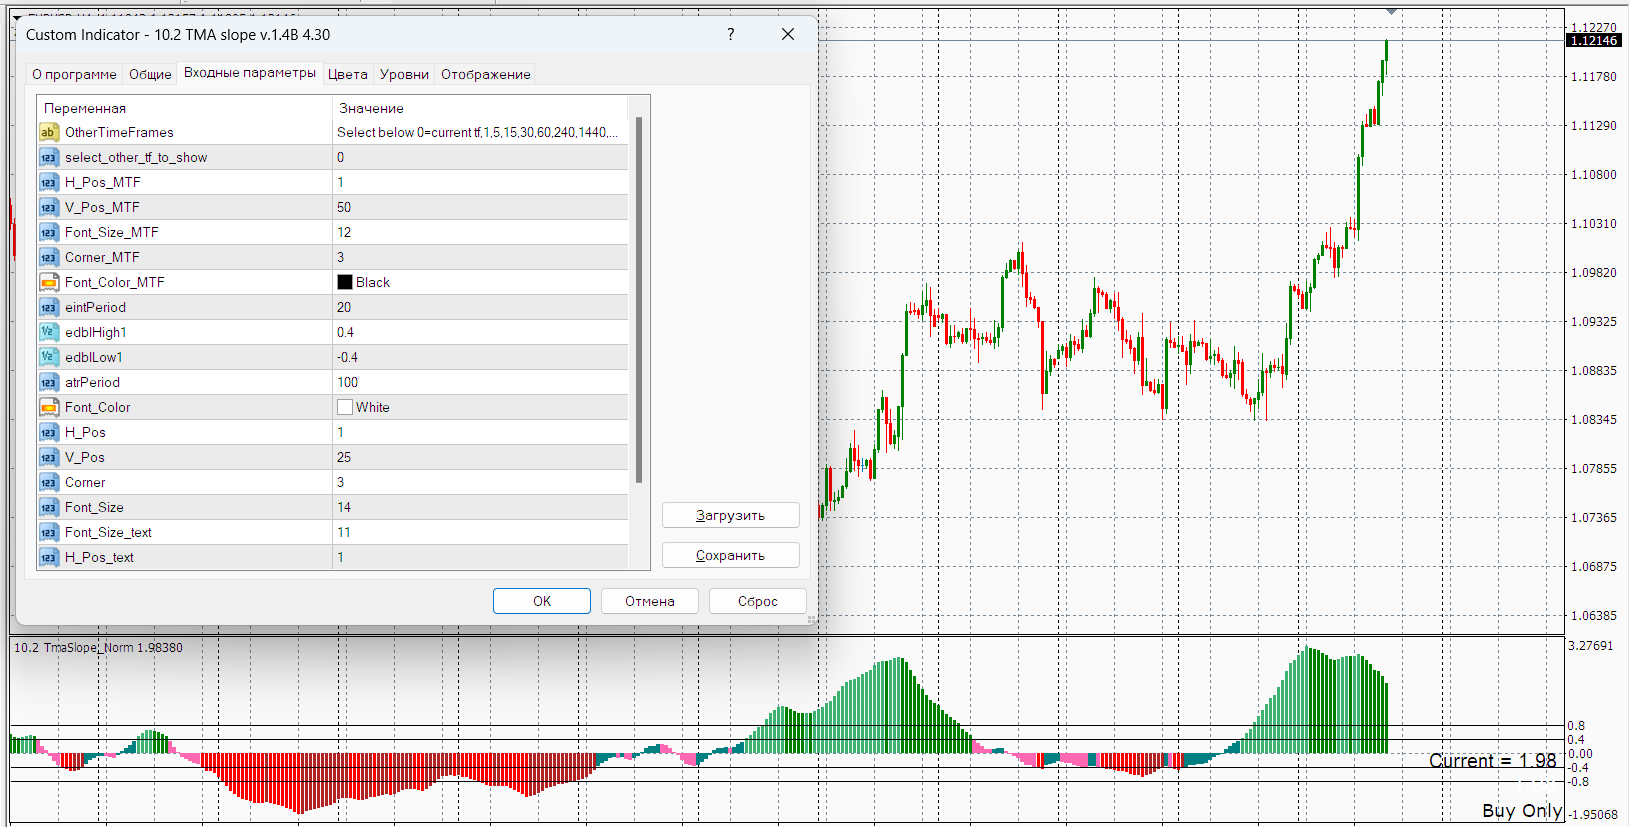 Custom Indicator - 10.2 TMA slope v.1.4B 4.30
?
О программе Общие Входные параметры Цвета Уровни Отображение
Переменная Значение
OtherTimeFrames Select below 0=current tf,1,5,15,30,60,240,1440,...
select_other_tf_to_show 0
H_Pos_MTF 1
V_Pos_MTF 50
Font_Size_MTF 12
Corner_MTF 3
Font_Color_MTF Black
eintPeriod 20
edblHigh1 0.4
edblLow1 -0.4
atrPeriod 100
Font_Color White
H_Pos 1
V_Pos 25
Corner 3
Font_Size 14
Font_Size_text 11
H_Pos_text 1
Загрузить
Сохранить
OK Отмена Сброс
1.12270
1.12146
1.11780
1.11290
1.10800
1.10310
1.09820
1.09325
1.08835
1.08345
1.07855
1.07365
1.06875
1.06385
10.2 TmaSlope_Norm 1.98380
3.27691
0.8
0.4
0.00
-0.4
-0.8
-1.95068
Current = 1.98
Buy Only